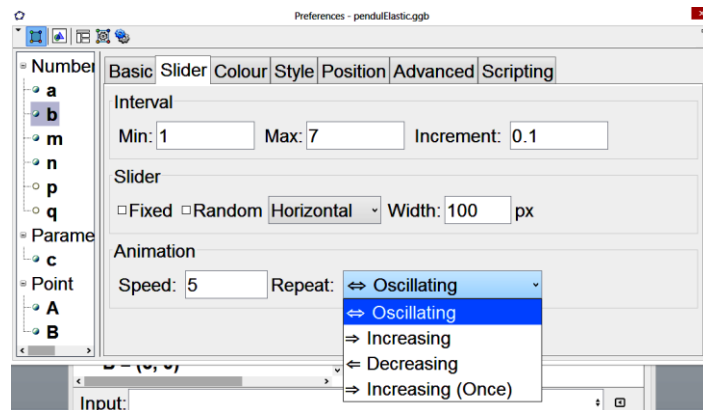 Preferences - pendulElastic.ggb
Number
a
b
m
n
p
q
Parame
c
Point
A
B
Basic Slider Colour Style Position Advanced Scripting
Interval
Min: 1 Max: 7 Increment: 0.1
Slider
Fixed Random Horizontal Width: 100 px
Animation
Speed: 5 Repeat: ⇔ Oscillating
⇔ Oscillating
⇒ Increasing
⇐ Decreasing
⇒ Increasing (Once)
Input: